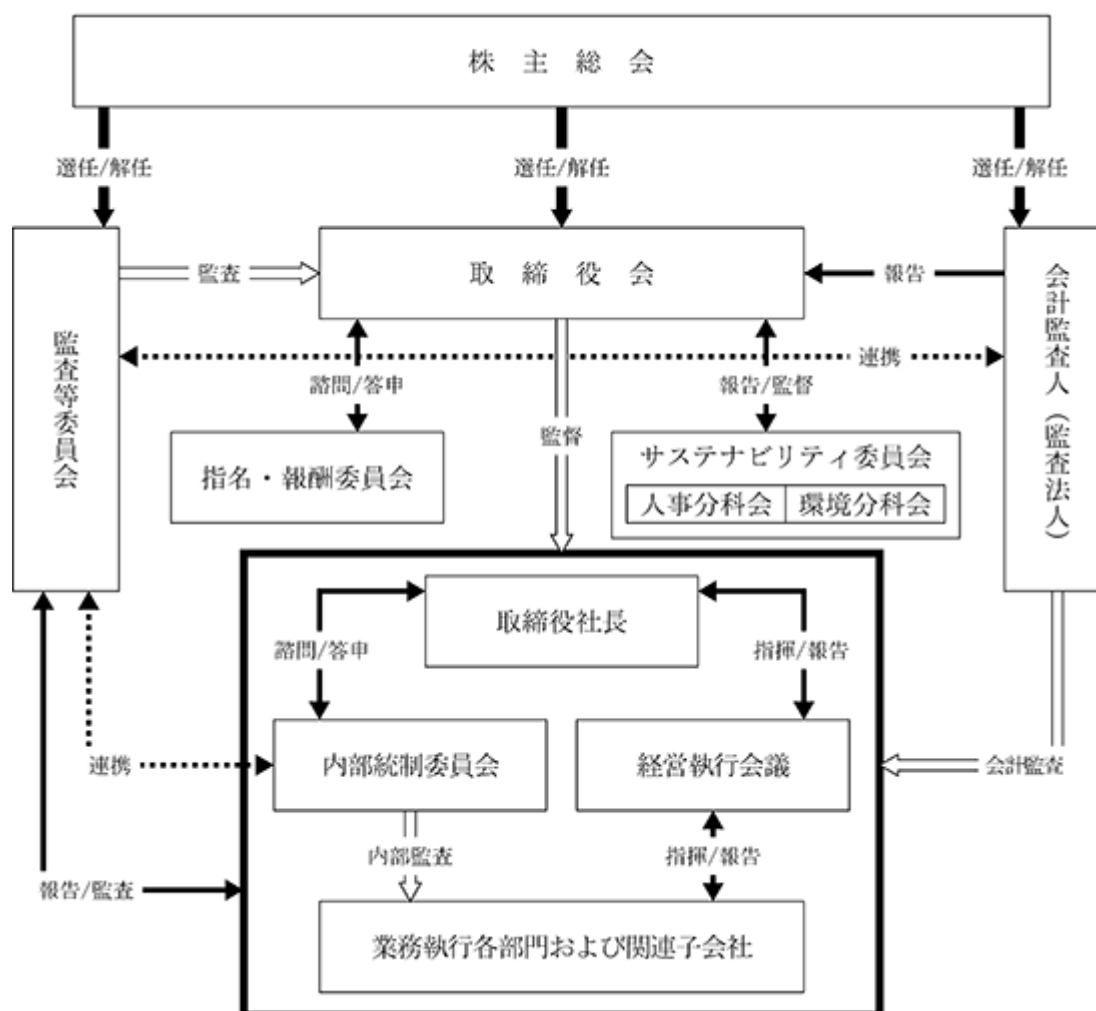 株主総会
選任/解任
選任/解任
選任/解任
監査等委員会
監査
取締役会
報告
会計監査人(監査法人)
連携
諮問/答申
報告/監督
監督
指名・報酬委員会
サステナビリティ委員会
人事分科会
環境分科会
取締役社長
諮問/答申
指揮/報告
内部統制委員会
経営執行会議
連携
会計監査
内部監査
指揮/報告
報告/監査
業務執行各部門および関連子会社